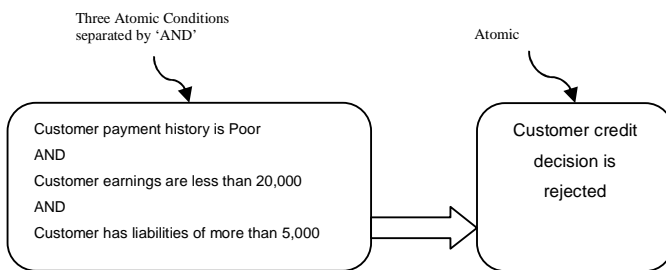 Three Atomic Conditions
separated by ‘AND’
Atomic
Customer payment history is Poor
AND
Customer earnings are less than 20,000
AND
Customer has liabilities of more than 5,000
Customer credit
decision is
rejected